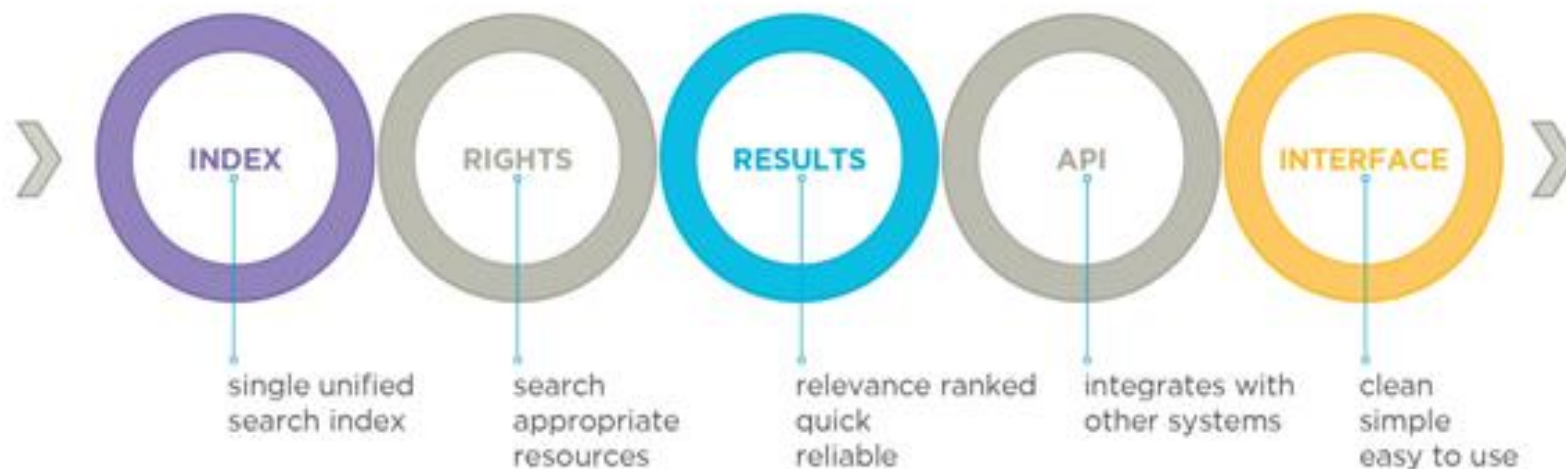 INDEX
RIGHTS
RESULTS
API
INTERFACE
single unified
search index
search
appropriate
resources
relevance ranked
quick
reliable
integrates with
other systems
clean
simple
easy to use